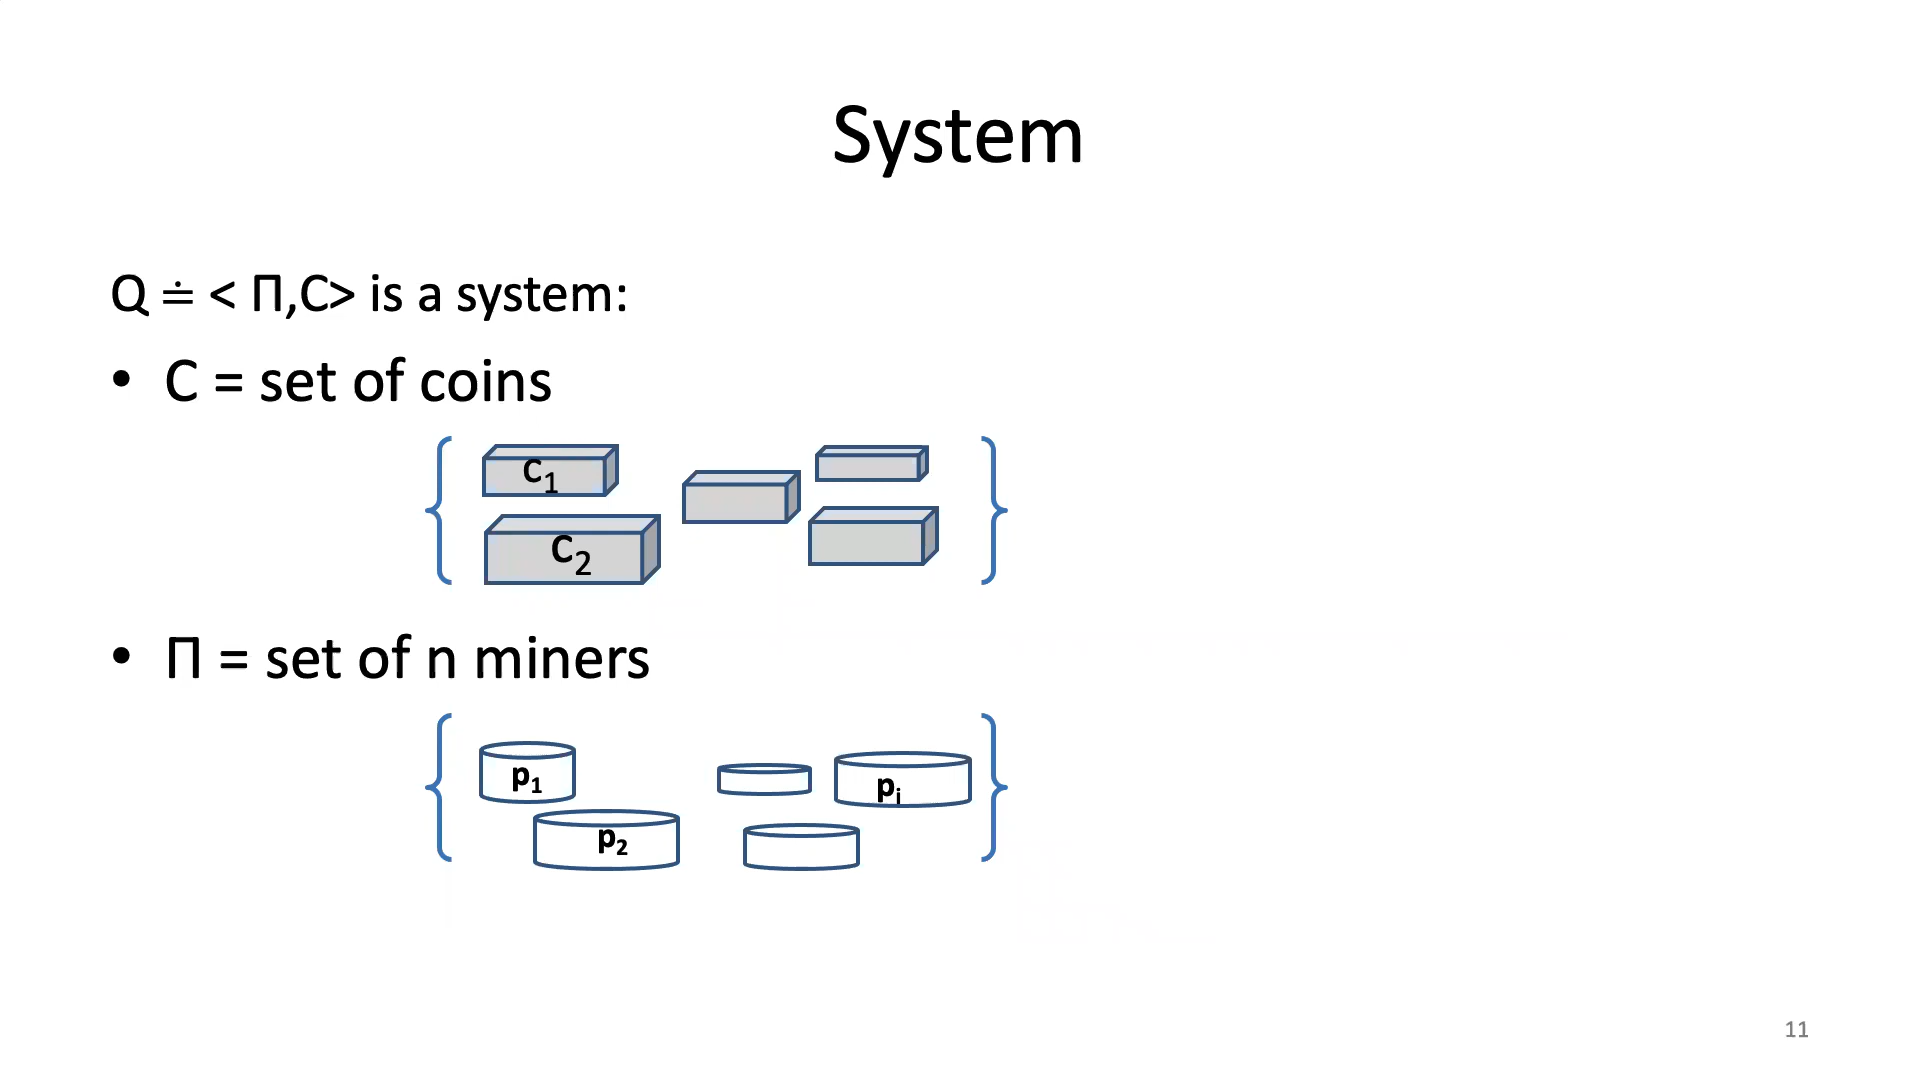 System
Q ≐ < Π,C> is a system:
• C = set of coins
C₁
C₂
• Π = set of n miners
p₁
pᵢ
p₂
11